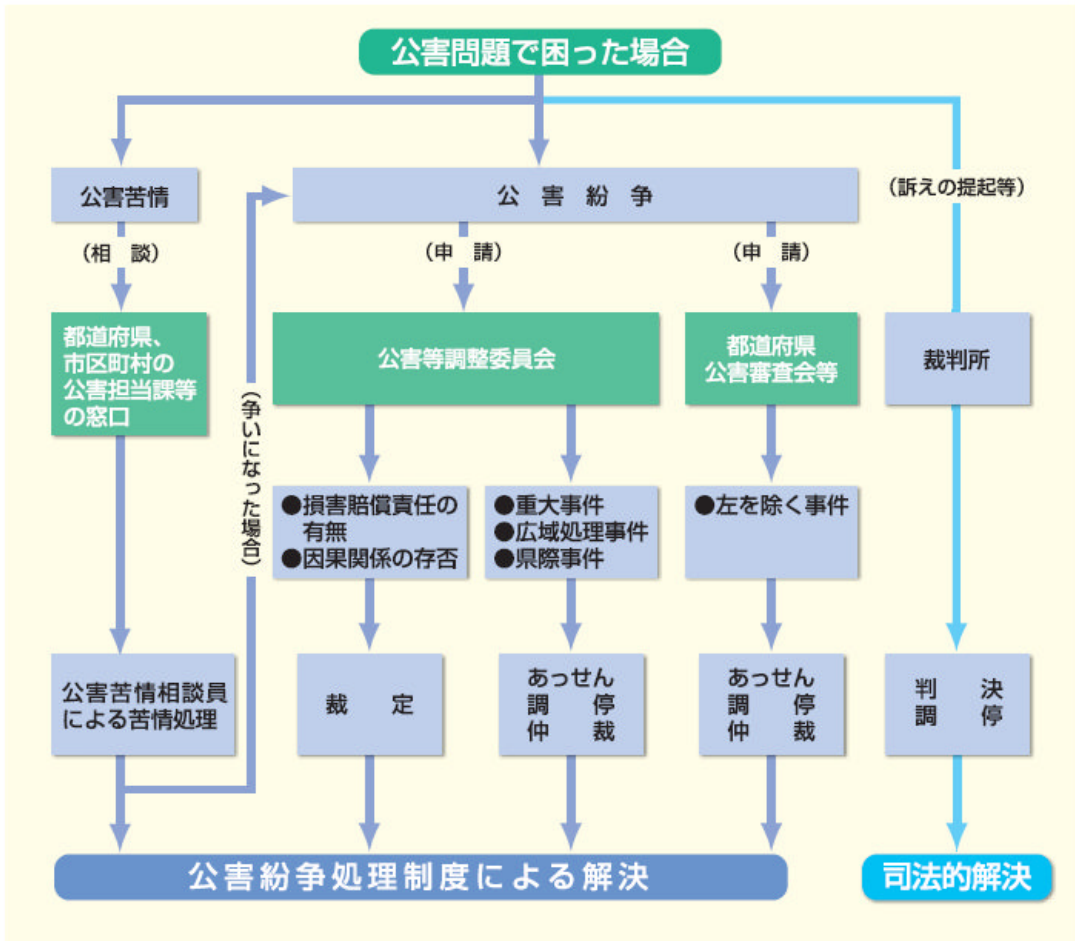 公害問題で困った場合
公害苦情
公害紛争
(訴えの提起等)
(相談)
(申請)
(申請)
都道府県、
市区町村の
公害担当課等
の窓口
公害等調整委員会
都道府県
公害審査会等
裁判所
(争いになった場合)
●損害賠償責任の
有無
●因果関係の存否
●重大事件
●広域処理事件
●県際事件
●左を除く事件
公害苦情相談員
による苦情処理
裁定
あっせん
調停
仲裁
あっせん
調停
仲裁
判決
調停
公害紛争処理制度による解決
司法的解決